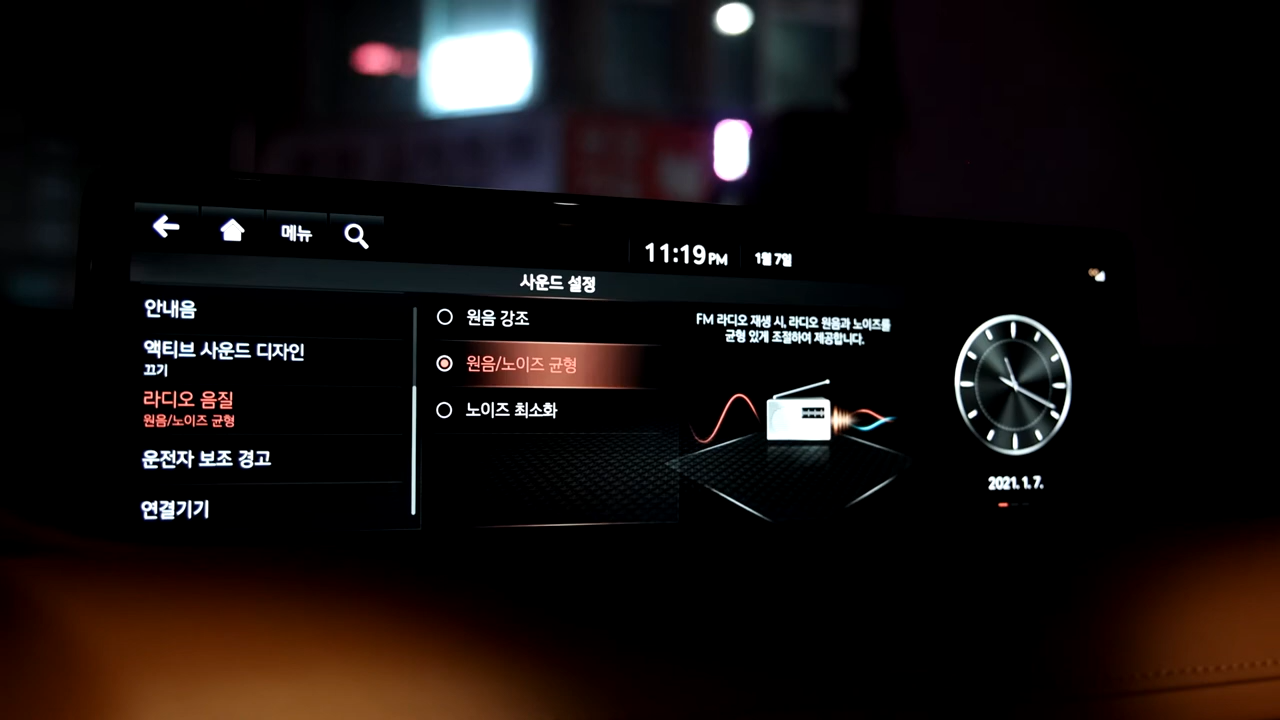 메뉴
11:19 PM 1월 7일
사운드 설정
안내음
액티브 사운드 디자인
끄기
라디오 음질
원음/노이즈 균형
운전자 보조 경고
연결기기
원음 강조
원음/노이즈 균형
노이즈 최소화
FM 라디오 재생 시, 라디오 원음과 노이즈를
균형 있게 조절하여 제공합니다.
2021. 1. 7.